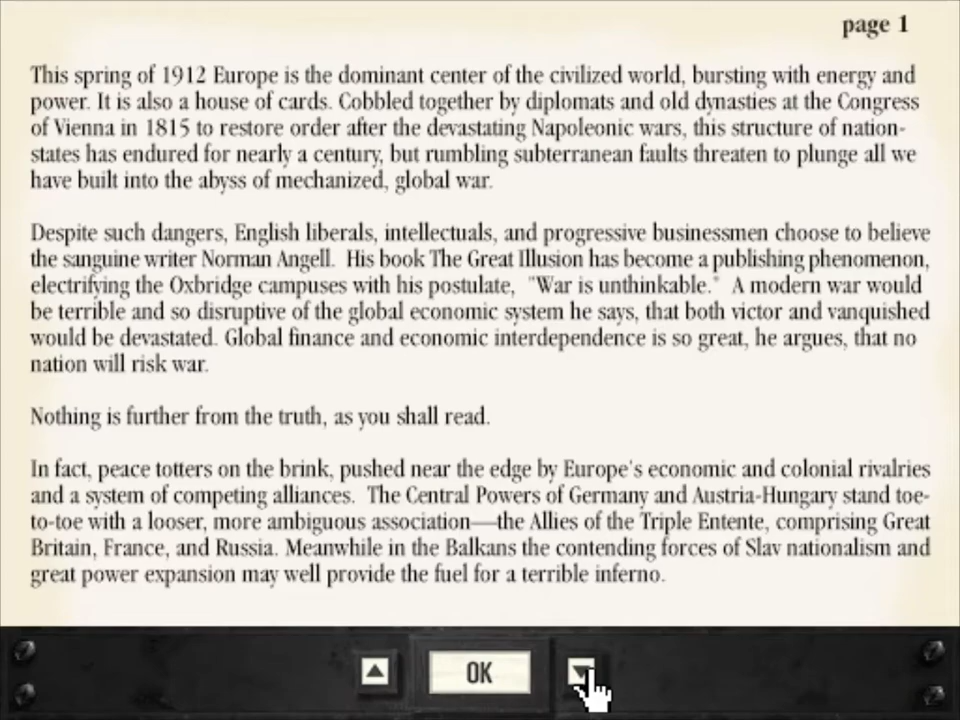 page 1
This spring of 1912 Europe is the dominant center of the civilized world, bursting with energy and
power. It is also a house of cards. Cobbled together by diplomats and old dynasties at the Congress
of Vienna in 1815 to restore order after the devastating Napoleonic wars, this structure of nation-
states has endured for nearly a century, but rumbling subterranean faults threaten to plunge all we
have built into the abyss of mechanized, global war.
Despite such dangers, English liberals, intellectuals, and progressive businessmen choose to believe
the sanguine writer Norman Angell.  His book The Great Illusion has become a publishing phenomenon,
electrifying the Oxbridge campuses with his postulate,  "War is unthinkable."  A modern war would
be terrible and so disruptive of the global economic system he says, that both victor and vanquished
would be devastated. Global finance and economic interdependence is so great, he argues, that no
nation will risk war.
Nothing is further from the truth, as you shall read.
In fact, peace totters on the brink, pushed near the edge by Europe's economic and colonial rivalries
and a system of competing alliances.  The Central Powers of Germany and Austria-Hungary stand toe-
to-toe with a looser, more ambiguous association—the Allies of the Triple Entente, comprising Great
Britain, France, and Russia. Meanwhile in the Balkans the contending forces of Slav nationalism and
great power expansion may well provide the fuel for a terrible inferno.
OK